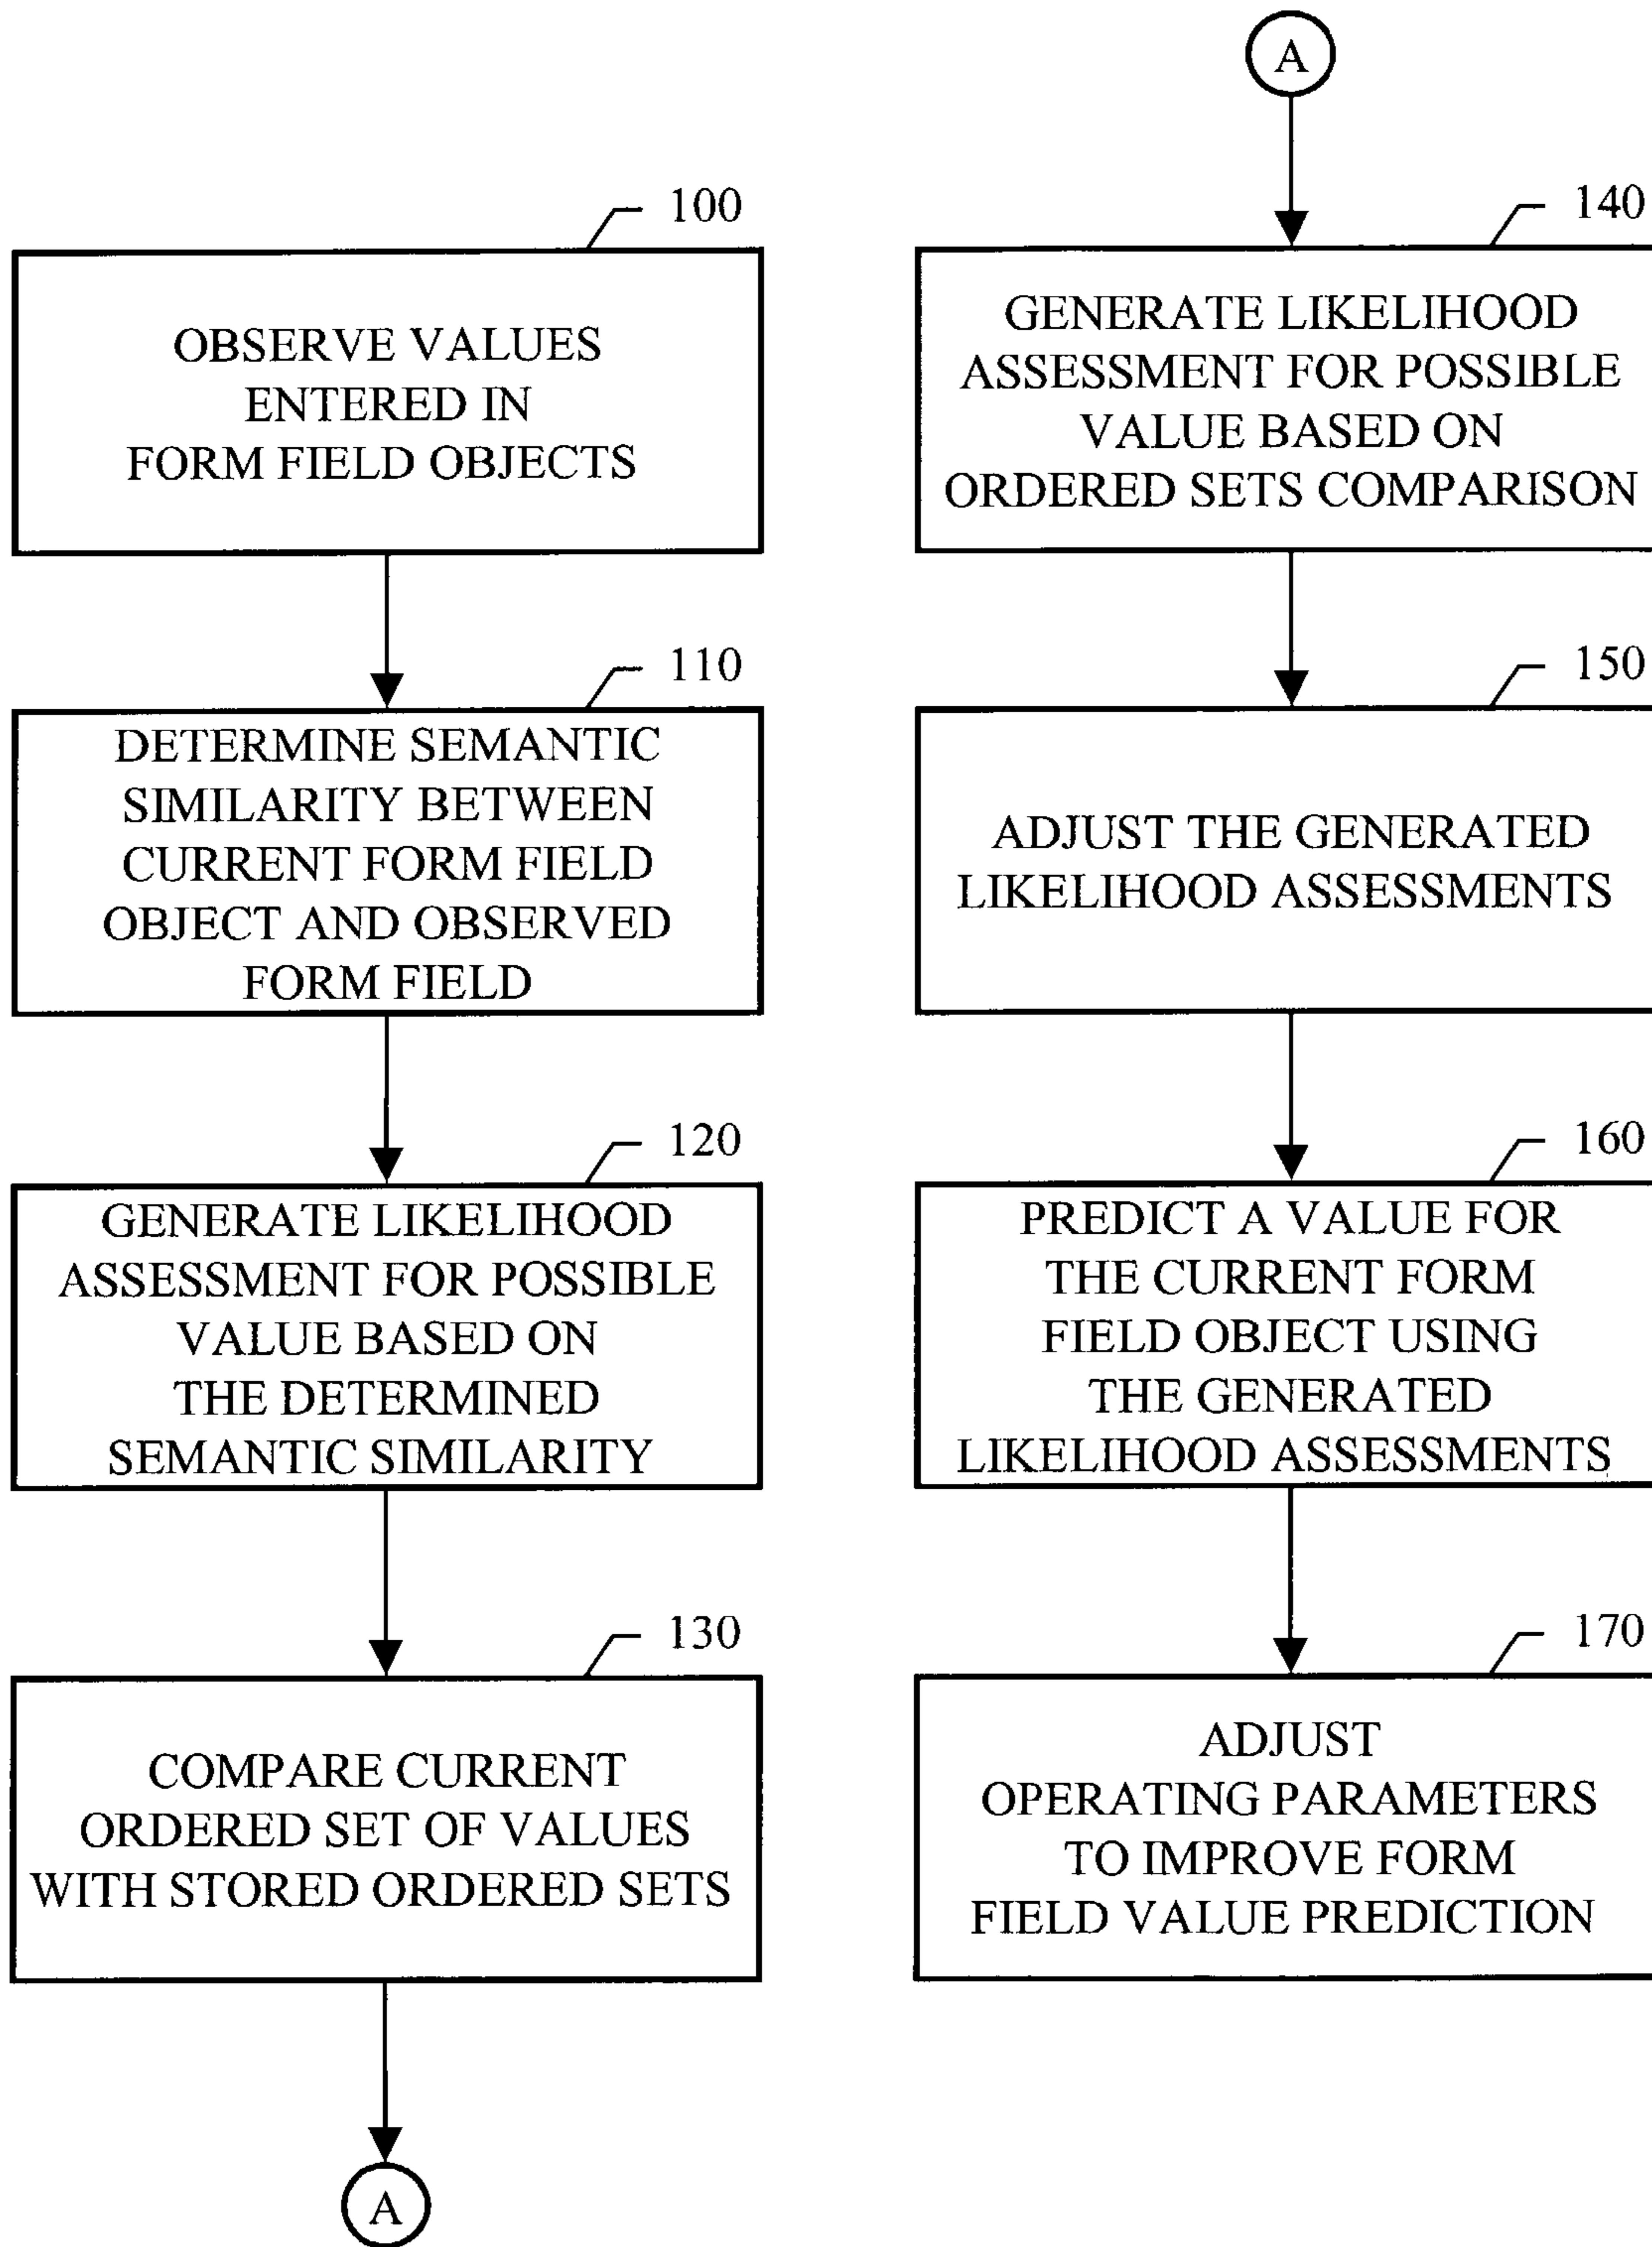 100
OBSERVE VALUES
ENTERED IN
FORM FIELD OBJECTS
110
DETERMINE SEMANTIC
SIMILARITY BETWEEN
CURRENT FORM FIELD
OBJECT AND OBSERVED
FORM FIELD
120
GENERATE LIKELIHOOD
ASSESSMENT FOR POSSIBLE
VALUE BASED ON
THE DETERMINED
SEMANTIC SIMILARITY
130
COMPARE CURRENT
ORDERED SET OF VALUES
WITH STORED ORDERED SETS
A
A
140
GENERATE LIKELIHOOD
ASSESSMENT FOR POSSIBLE
VALUE BASED ON
ORDERED SETS COMPARISON
150
ADJUST THE GENERATED
LIKELIHOOD ASSESSMENTS
160
PREDICT A VALUE FOR
THE CURRENT FORM
FIELD OBJECT USING
THE GENERATED
LIKELIHOOD ASSESSMENTS
170
ADJUST
OPERATING PARAMETERS
TO IMPROVE FORM
FIELD VALUE PREDICTION